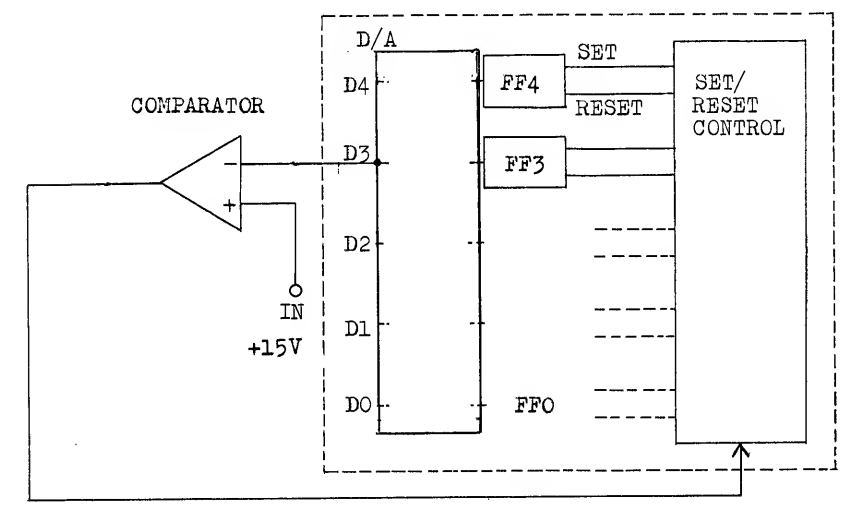 D/A
COMPARATOR
D4
D3
D2
D1
D0
FF4
FF3
FF0
SET
RESET
SET/
RESET
CONTROL
−
+
IN
+15V